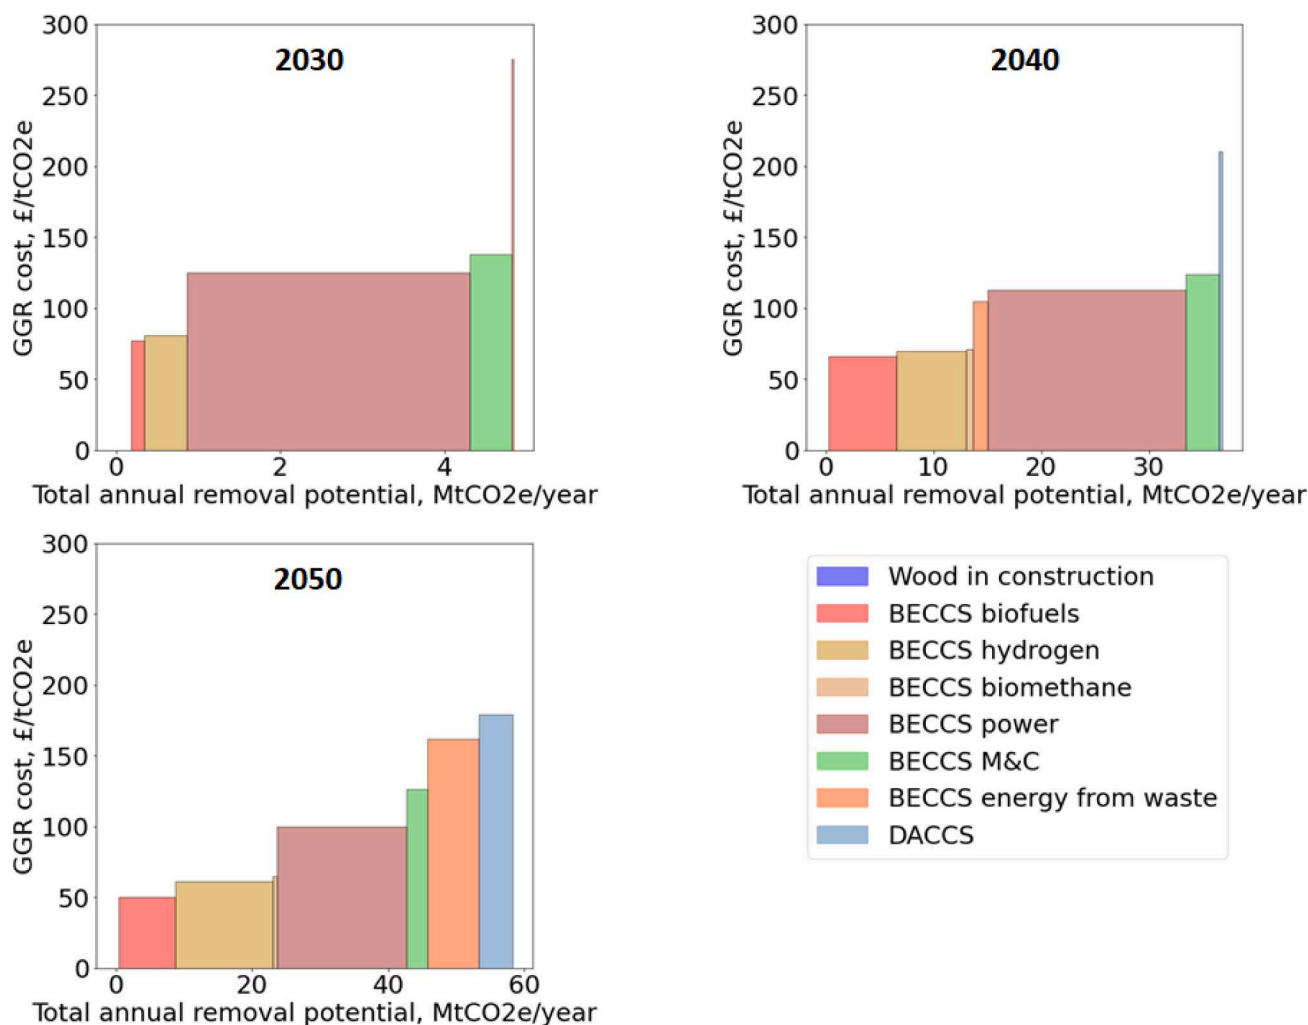 2030
300
250
200
150
100
50
0
GGR cost, £/tCO2e
0 2 4
Total annual removal potential, MtCO2e/year
2040
300
250
200
150
100
50
0
GGR cost, £/tCO2e
0 10 20 30
Total annual removal potential, MtCO2e/year
2050
300
250
200
150
100
50
0
GGR cost, £/tCO2e
0 20 40 60
Total annual removal potential, MtCO2e/year
Wood in construction
BECCS biofuels
BECCS hydrogen
BECCS biomethane
BECCS power
BECCS M&C
BECCS energy from waste
DACCS